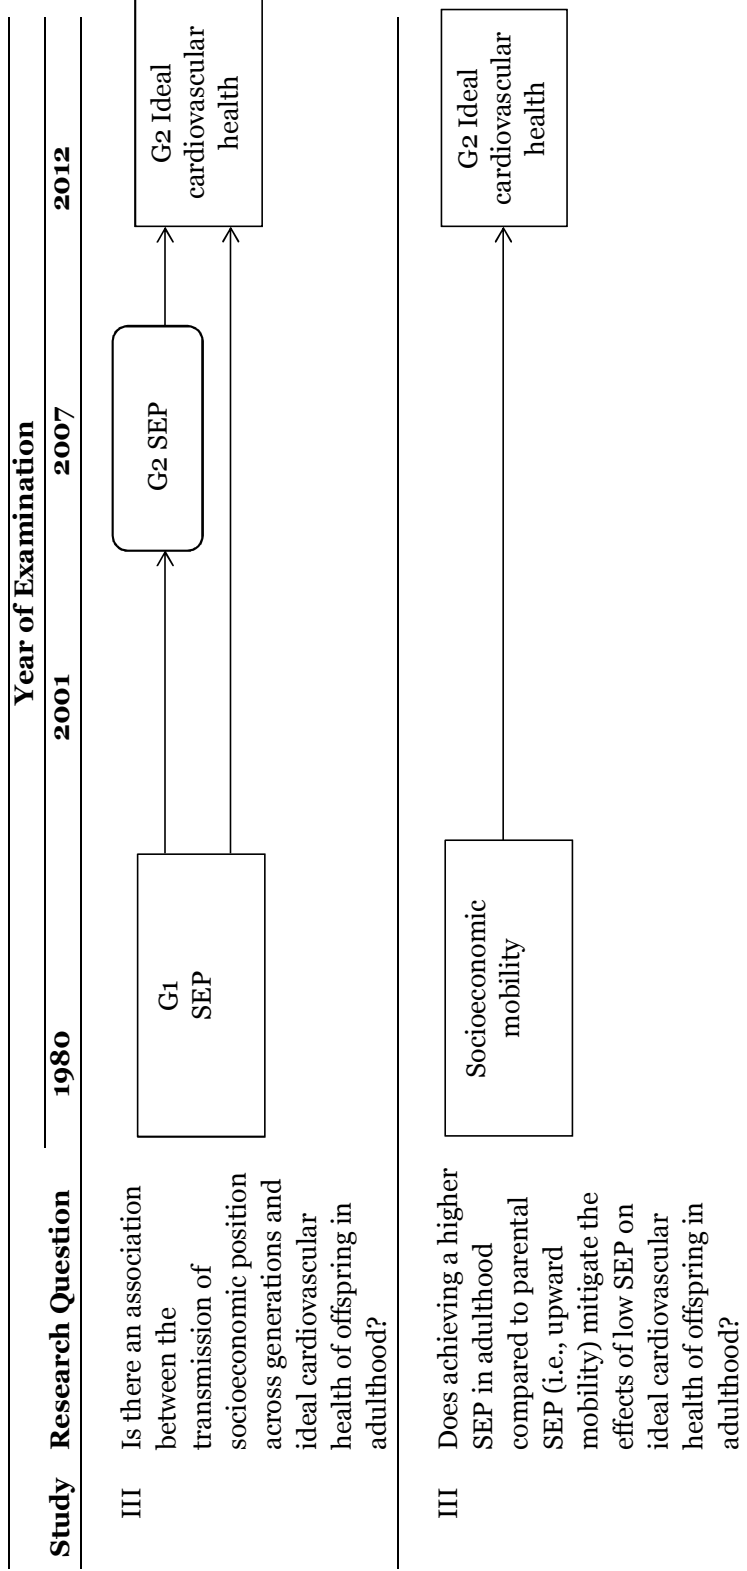 Year of Examination
Study Research Question 1980 2001 2007 2012
III Is there an association
between the
transmission of
socioeconomic position
across generations and
ideal cardiovascular
health of offspring in
adulthood?
G1
SEP
G2 SEP
G2 Ideal
cardiovascular
health
III Does achieving a higher
SEP in adulthood
compared to parental
SEP (i.e., upward
mobility) mitigate the
effects of low SEP on
ideal cardiovascular
health of offspring in
adulthood?
Socioeconomic
mobility
G2 Ideal
cardiovascular
health